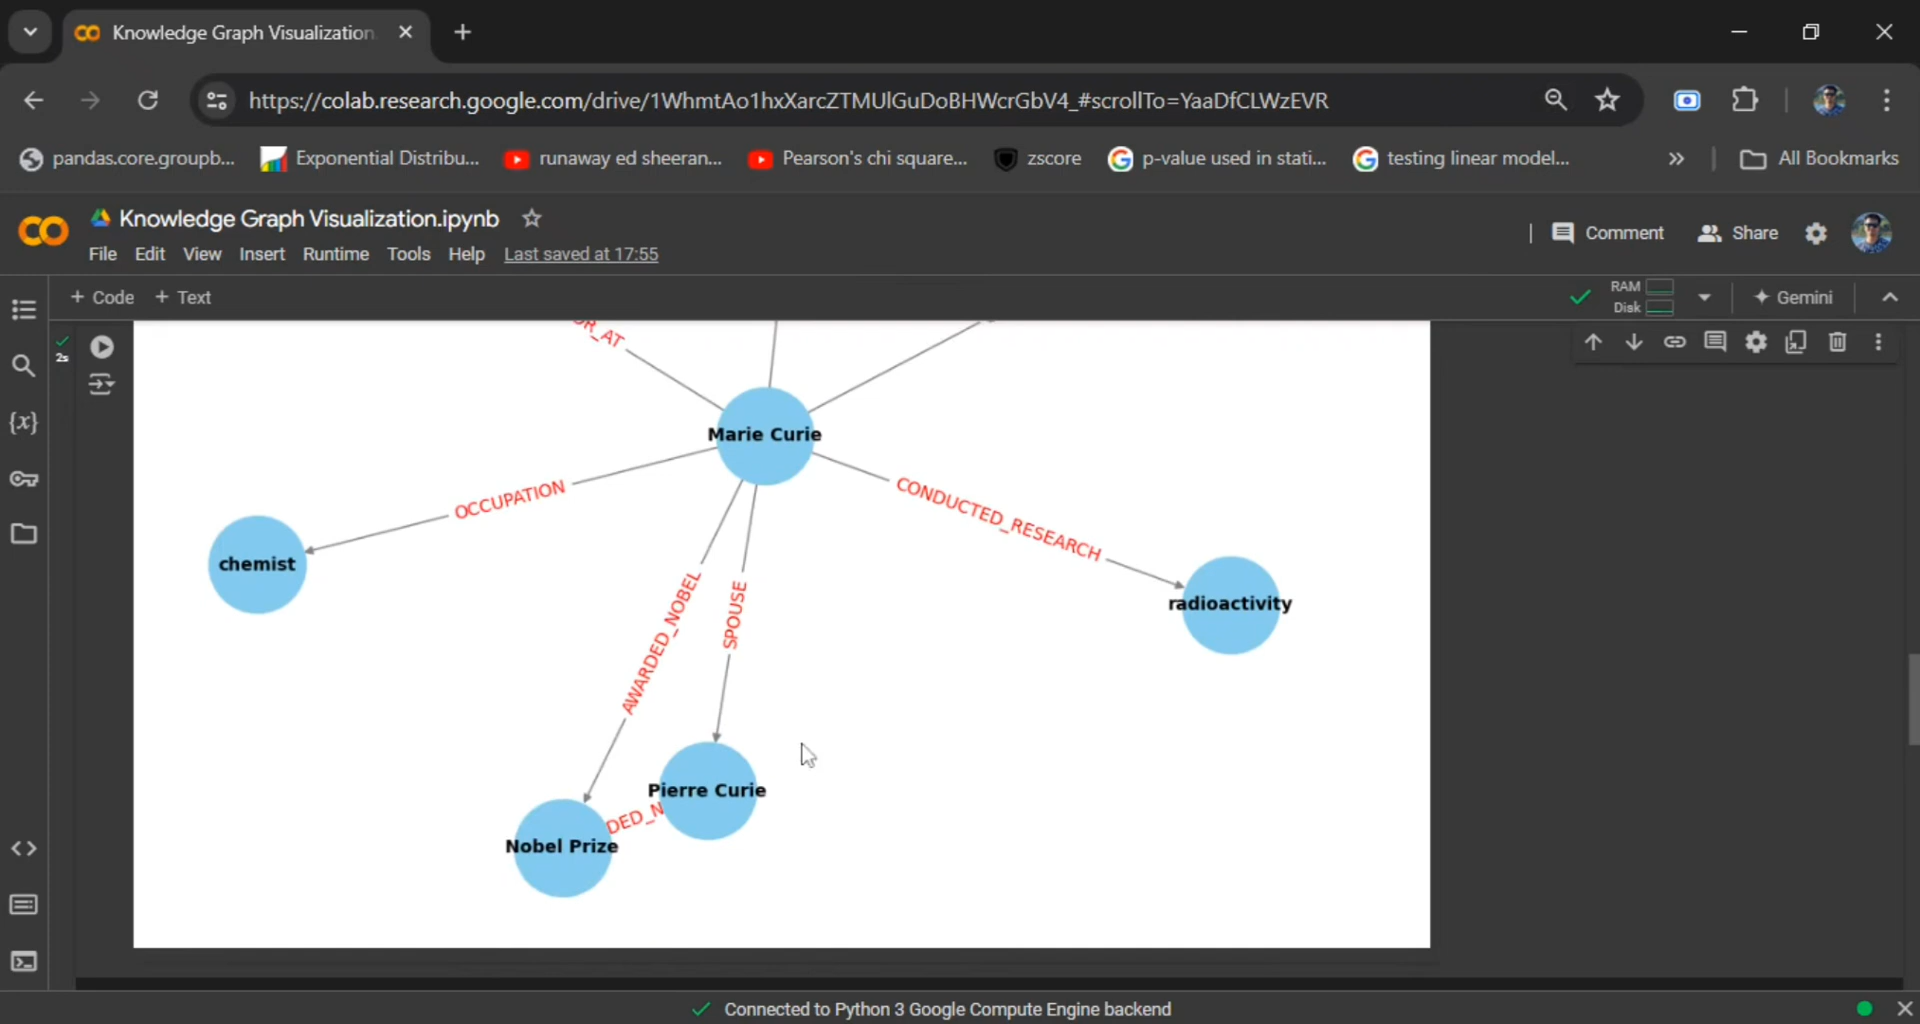 Knowledge Graph Visualization
https://colab.research.google.com/drive/1WhmtAo1hxXarcZTMUlGuDoBHWcrGbV4_#scrollTo=YaaDfCLWzEVR
pandas.core.groupb...
Exponential Distribu...
runaway ed sheeran...
Pearson's chi square...
zscore
p-value used in stati...
testing linear model...
All Bookmarks
Knowledge Graph Visualization.ipynb
Comment
Share
File Edit View Insert Runtime Tools Help Last saved at 17:55
+ Code + Text
RAM
Disk
Gemini
2s
R_AT
Marie Curie
OCCUPATION
CONDUCTED_RESEARCH
chemist
AWARDED_NOBEL
SPOUSE
radioactivity
Pierre Curie
DED_N
Nobel Prize
Connected to Python 3 Google Compute Engine backend